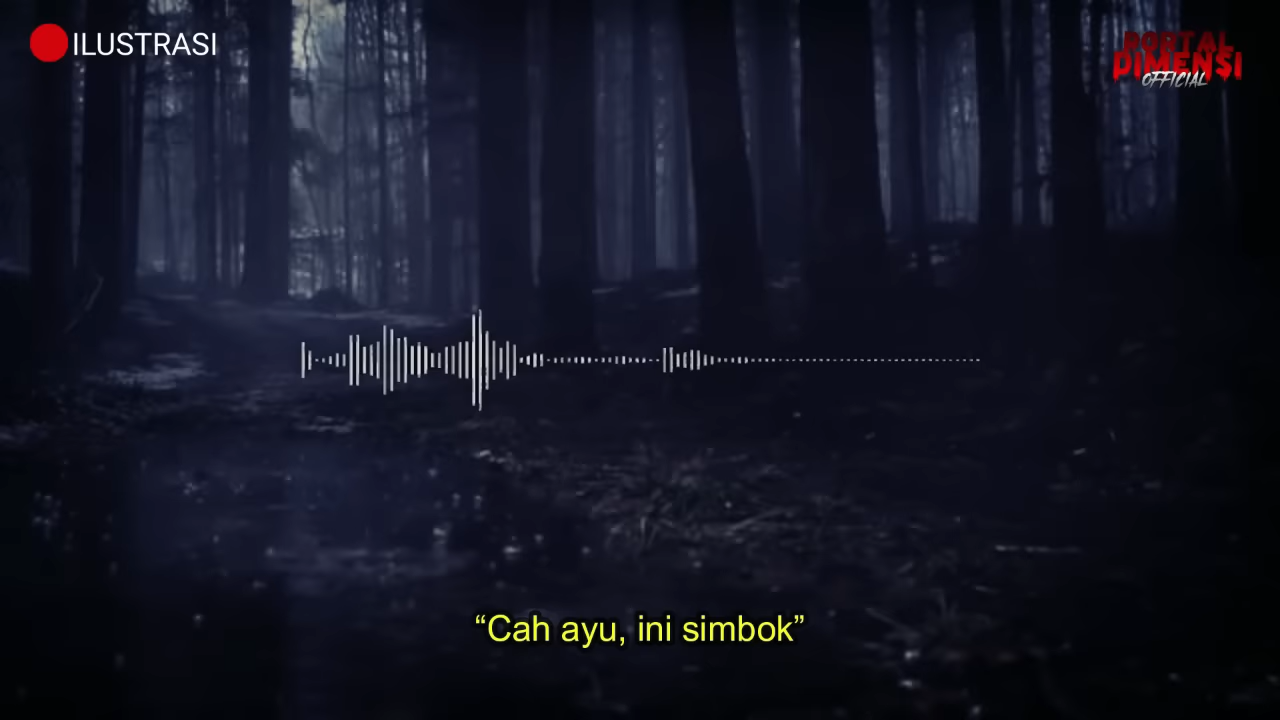 ILUSTRASI
PORTAL
DIMENSI
OFFICIAL
“Cah ayu, ini simbok”